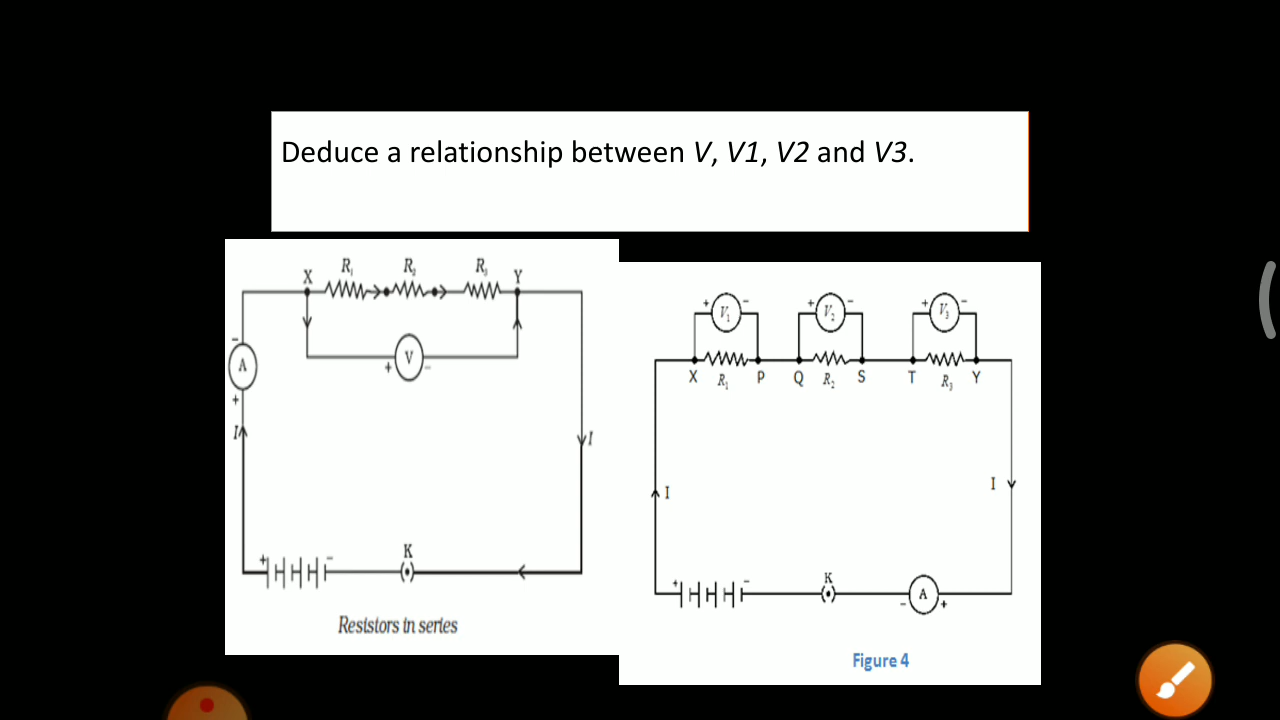 Deduce a relationship between V, V1, V2 and V3.
X R₁ R₂ R₃ Y
V
+ -
-
A
+
I
I
+ -
K
Resistors in series
+ V₁ - + V₂ - + V₃ -
X R₁ P Q R₂ S T R₃ Y
I I
+ - K - A +
Figure 4